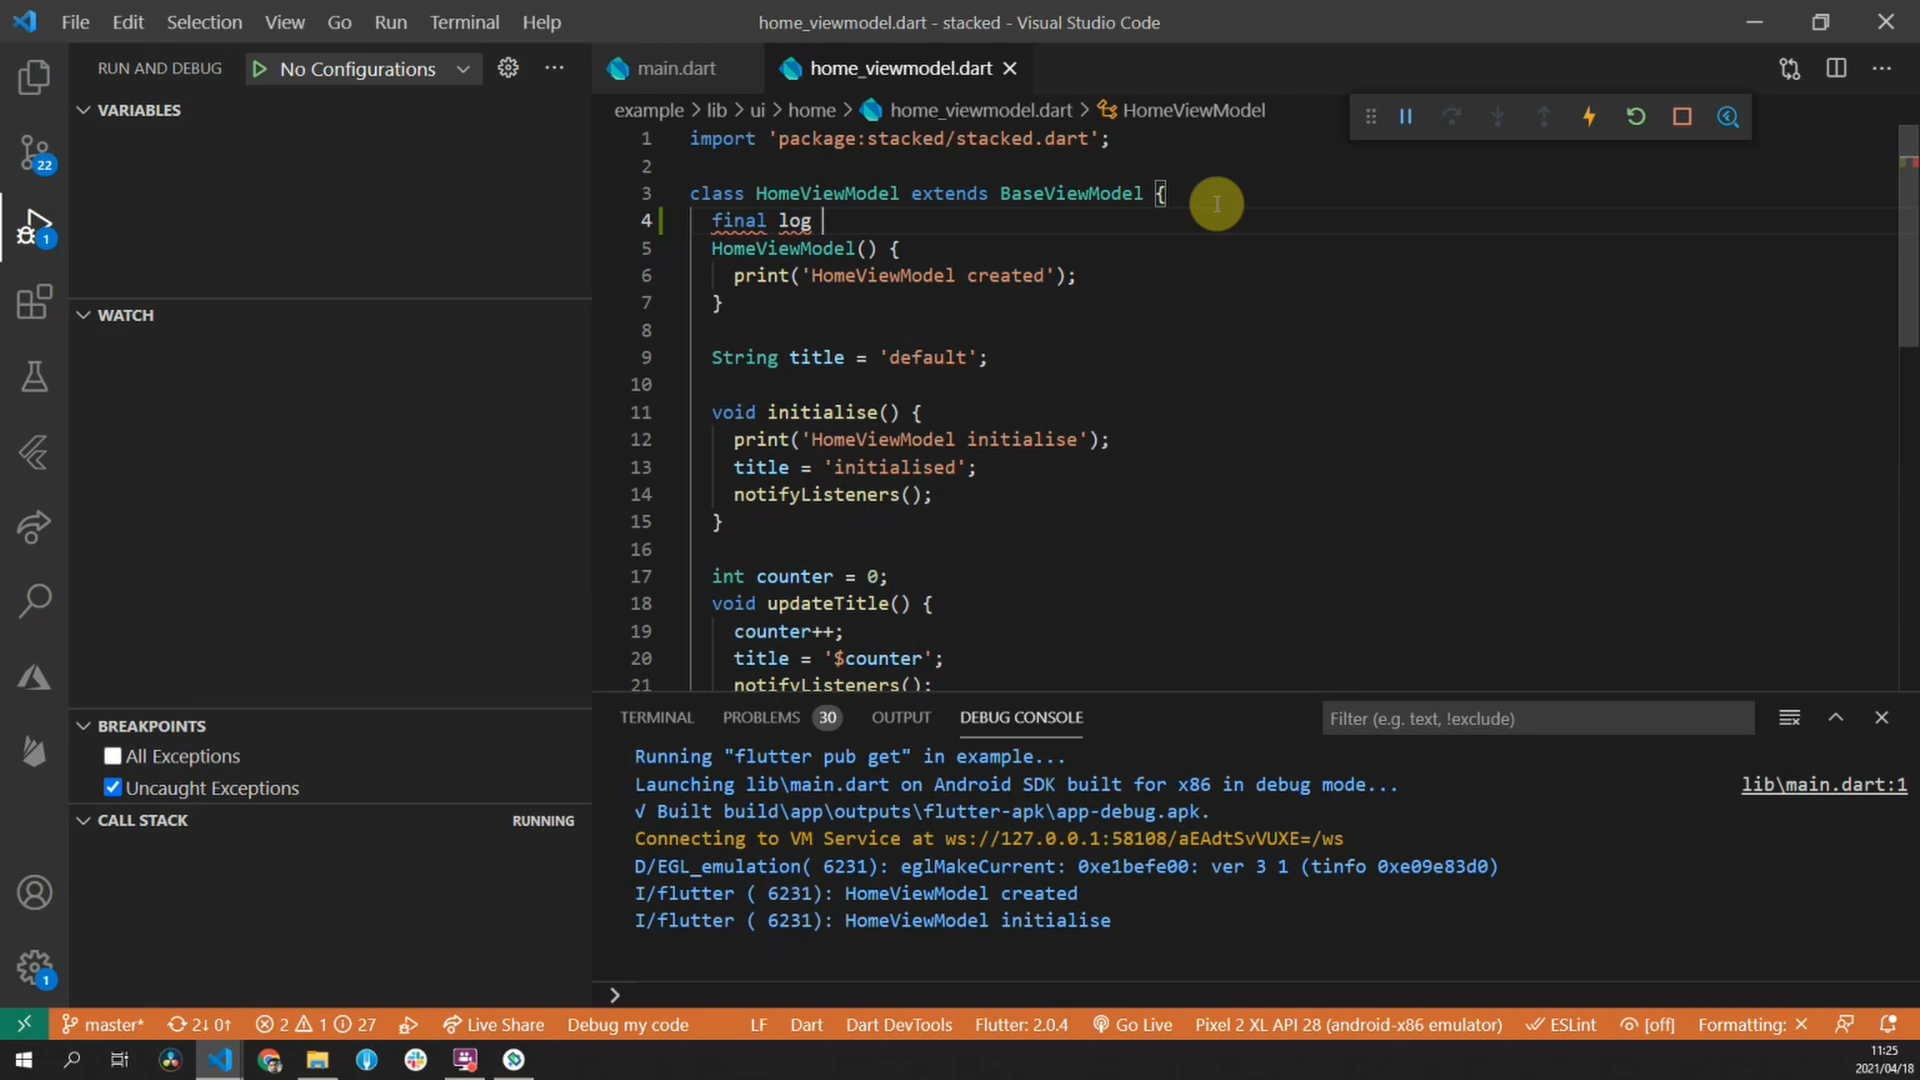 File Edit Selection View Go Run Terminal Help
home_viewmodel.dart - stacked - Visual Studio Code
RUN AND DEBUG
No Configurations
main.dart
home_viewmodel.dart
VARIABLES
example > lib > ui > home > home_viewmodel.dart > HomeViewModel
1 import 'package:stacked/stacked.dart';
2
3 class HomeViewModel extends BaseViewModel {
4 final log
5 HomeViewModel() {
6 print('HomeViewModel created');
7 }
8
9 String title = 'default';
10
11 void initialise() {
12 print('HomeViewModel initialise');
13 title = 'initialised';
14 notifyListeners();
15 }
16
17 int counter = 0;
18 void updateTitle() {
19 counter++;
20 title = '$counter';
21 notifyListeners();
22
1
WATCH
BREAKPOINTS
All Exceptions
Uncaught Exceptions
CALL STACK
RUNNING
1
TERMINAL PROBLEMS 30 OUTPUT DEBUG CONSOLE
Filter (e.g. text, !exclude)
Running "flutter pub get" in example...
Launching lib\main.dart on Android SDK built for x86 in debug mode...
lib\main.dart:1
√ Built build\app\outputs\flutter-apk\app-debug.apk.
Connecting to VM Service at ws://127.0.0.1:58108/aEAdtSvVUXE=/ws
D/EGL_emulation( 6231): eglMakeCurrent: 0xe1befe00: ver 3 1 (tinfo 0xe09e83d0)
I/flutter ( 6231): HomeViewModel created
I/flutter ( 6231): HomeViewModel initialise
master* 2↓ 0↑ 2 1 27 Live Share Debug my code LF Dart Dart DevTools Flutter: 2.0.4 Go Live Pixel 2 XL API 28 (android-x86 emulator) ESLint [off] Formatting: ×
11:25
2021/04/18